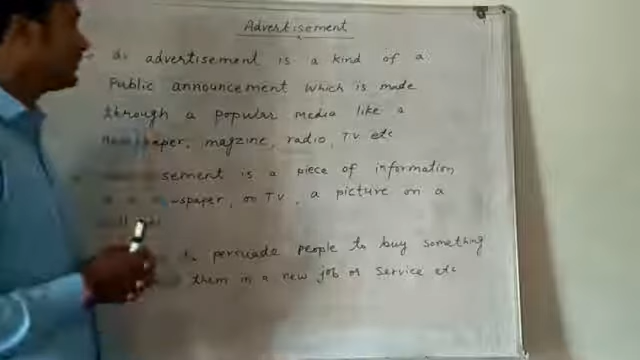 Advertisement
advertisement is a kind of a
Public announcement which is made
through a popular media like a
Newspaper, magzine, radio, TV etc
sement is a piece of information
wspaper, on TV, a picture on a
persuade people to buy something
them in a new job or service etc